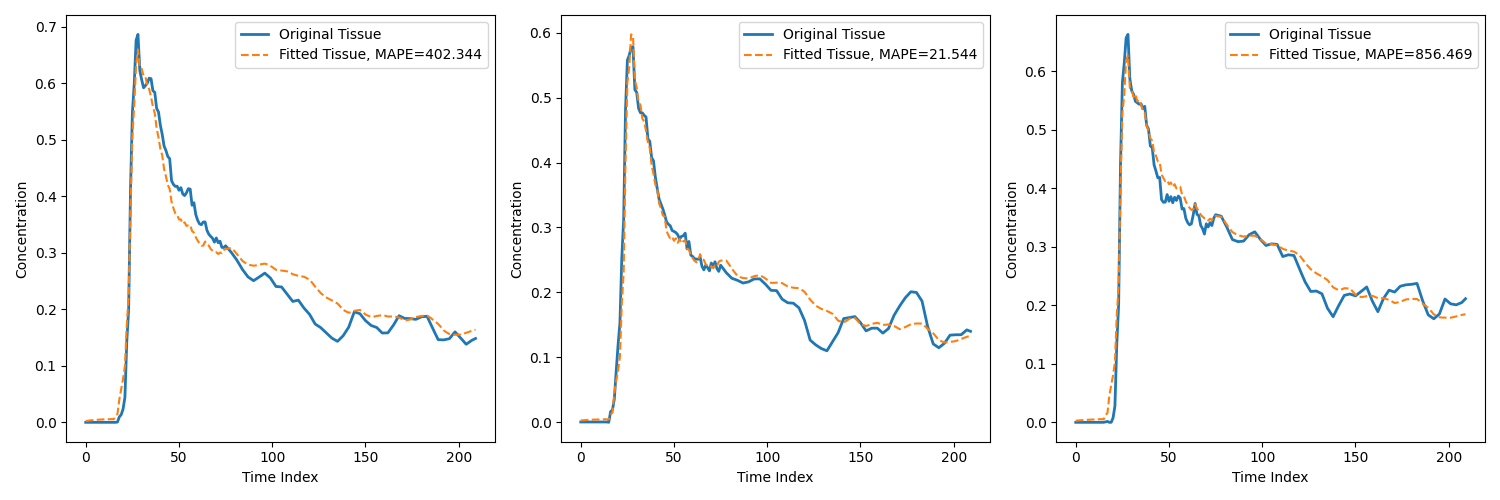 Original Tissue
Fitted Tissue, MAPE=402.344
0.7
0.6
0.5
0.4
0.3
0.2
0.1
0.0
Concentration
0 50 100 150 200
Time Index
Original Tissue
Fitted Tissue, MAPE=21.544
0.6
0.5
0.4
0.3
0.2
0.1
0.0
Concentration
0 50 100 150 200
Time Index
Original Tissue
Fitted Tissue, MAPE=856.469
0.6
0.5
0.4
0.3
0.2
0.1
0.0
Concentration
0 50 100 150 200
Time Index